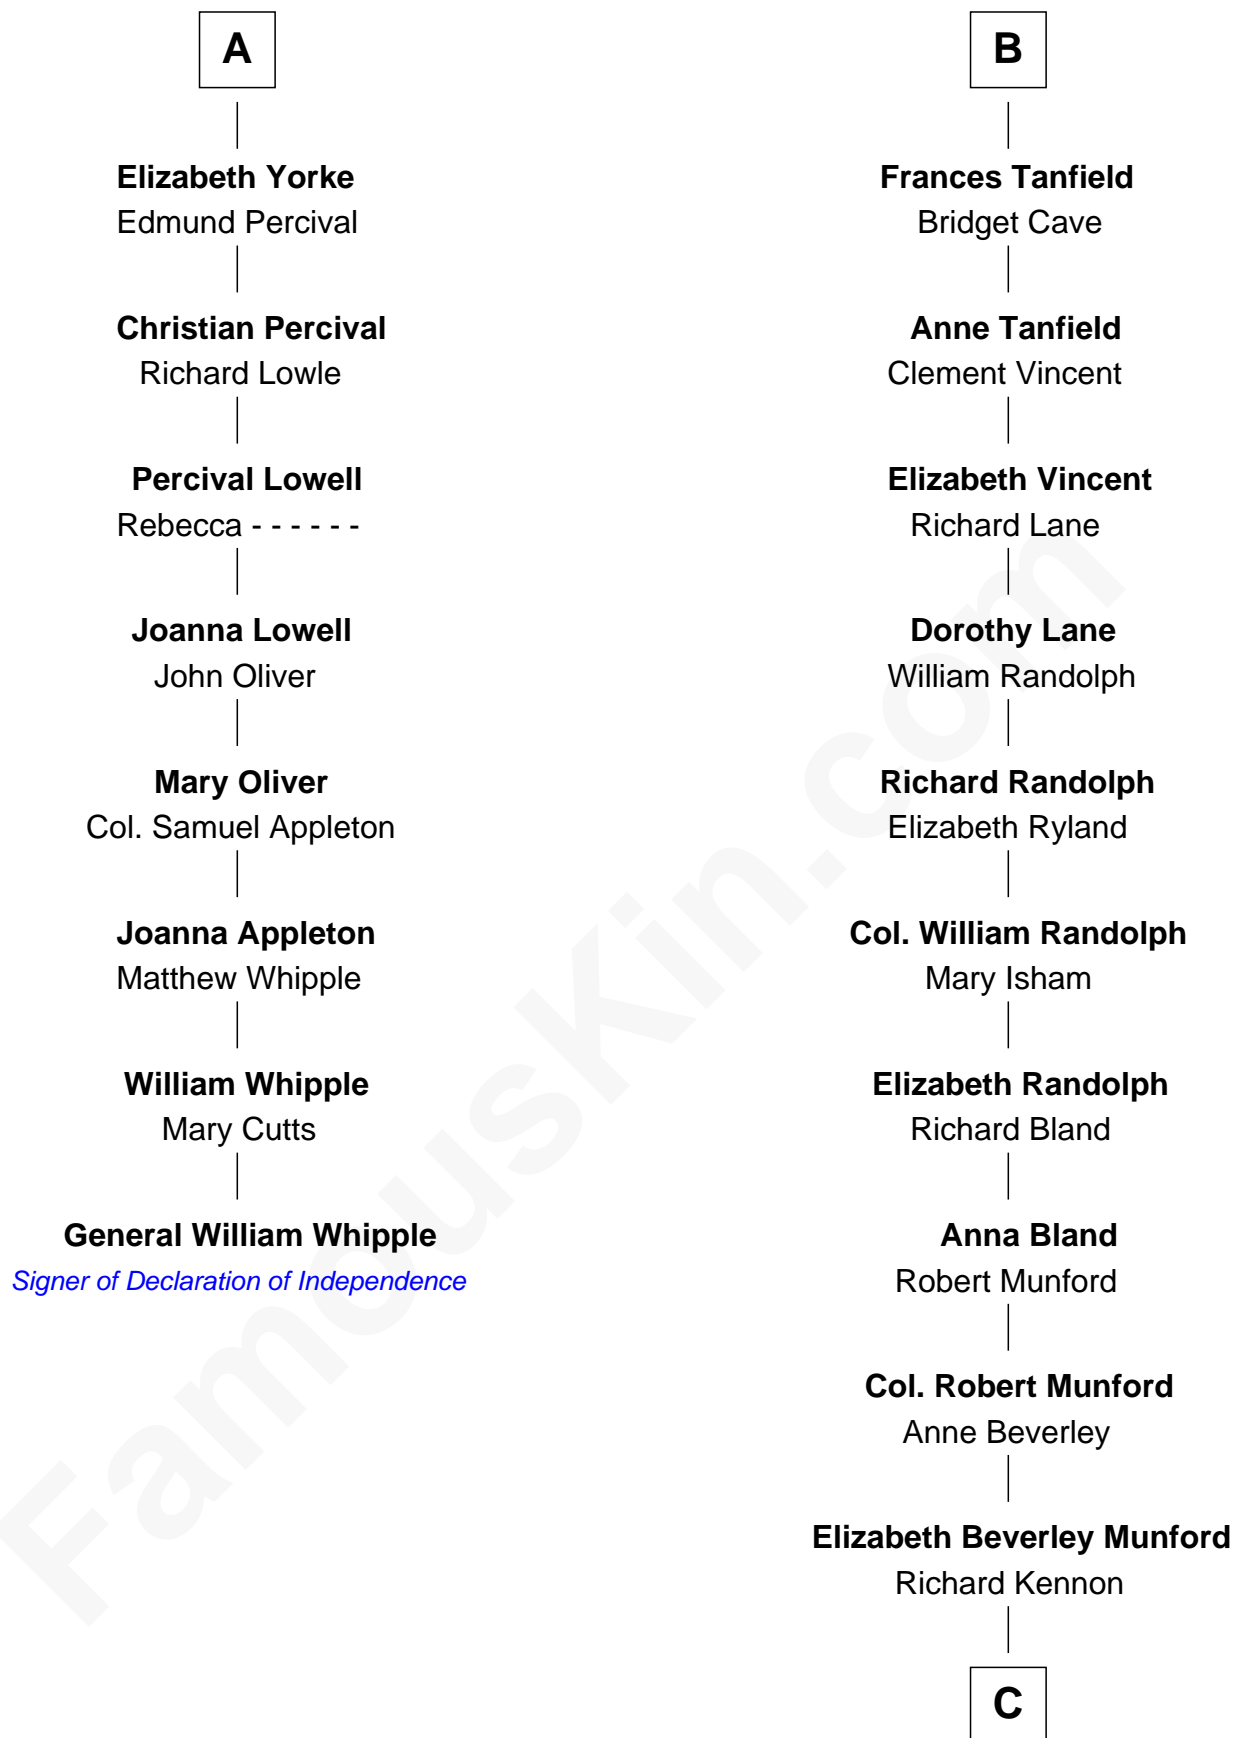 A
Elizabeth Yorke
Edmund Percival
Christian Percival
Richard Lowle
Percival Lowell
Rebecca - - - - - -
Joanna Lowell
John Oliver
Mary Oliver
Col. Samuel Appleton
Joanna Appleton
Matthew Whipple
William Whipple
Mary Cutts
General William Whipple
Signer of Declaration of Independence
B
Frances Tanfield
Bridget Cave
Anne Tanfield
Clement Vincent
Elizabeth Vincent
Richard Lane
Dorothy Lane
William Randolph
Richard Randolph
Elizabeth Ryland
Col. William Randolph
Mary Isham
Elizabeth Randolph
Richard Bland
Anna Bland
Robert Munford
Col. Robert Munford
Anne Beverley
Elizabeth Beverley Munford
Richard Kennon
C
FamousKin.com